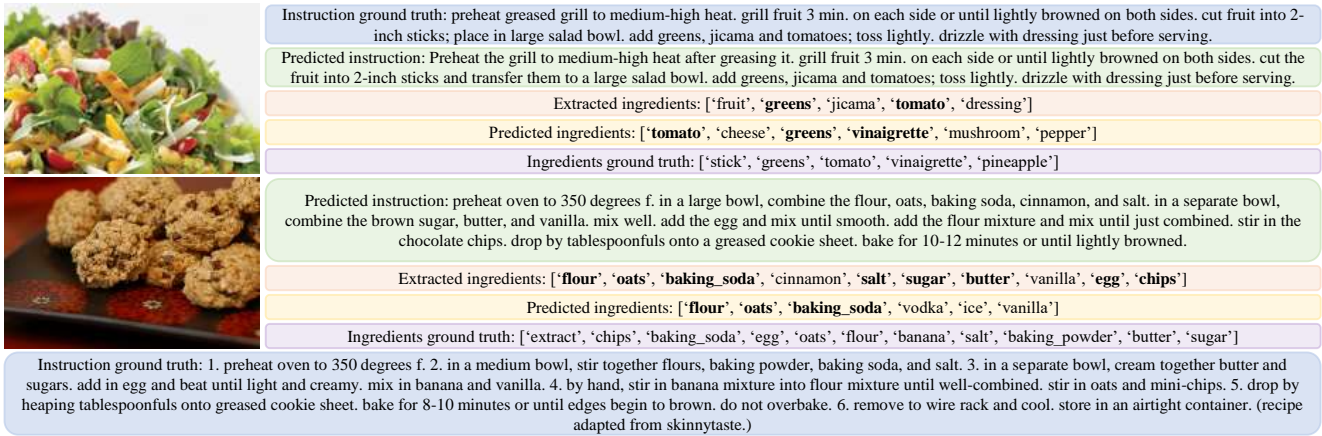 Instruction ground truth: preheat greased grill to medium-high heat. grill fruit 3 min. on each side or until lightly browned on both sides. cut fruit into 2-
inch sticks; place in large salad bowl. add greens, jicama and tomatoes; toss lightly. drizzle with dressing just before serving.
Predicted instruction: Preheat the grill to medium-high heat after greasing it. grill fruit 3 min. on each side or until lightly browned on both sides. cut the
fruit into 2-inch sticks and transfer them to a large salad bowl. add greens, jicama and tomatoes; toss lightly. drizzle with dressing just before serving.
Extracted ingredients: [‘fruit’, ‘greens’, ‘jicama’, ‘tomato’, ‘dressing’]
Predicted ingredients: [‘tomato’, ‘cheese’, ‘greens’, ‘vinaigrette’, ‘mushroom’, ‘pepper’]
Ingredients ground truth: [‘stick’, ‘greens’, ‘tomato’, ‘vinaigrette’, ‘pineapple’]
Predicted instruction: preheat oven to 350 degrees f. in a large bowl, combine the flour, oats, baking soda, cinnamon, and salt. in a separate bowl,
combine the brown sugar, butter, and vanilla. mix well. add the egg and mix until smooth. add the flour mixture and mix until just combined. stir in the
chocolate chips. drop by tablespoonfuls onto a greased cookie sheet. bake for 10-12 minutes or until lightly browned.
Extracted ingredients: [‘flour’, ‘oats’, ‘baking_soda’, ‘cinnamon’, ‘salt’, ‘sugar’, ‘butter’, ‘vanilla’, ‘egg’, ‘chips’]
Predicted ingredients: [‘flour’, ‘oats’, ‘baking_soda’, ‘vodka’, ‘ice’, ‘vanilla’]
Ingredients ground truth: [‘extract’, ‘chips’, ‘baking_soda’, ‘egg’, ‘oats’, ‘flour’, ‘banana’, ‘salt’, ‘baking_powder’, ‘butter’, ‘sugar’]
Instruction ground truth: 1. preheat oven to 350 degrees f. 2. in a medium bowl, stir together flours, baking powder, baking soda, and salt. 3. in a separate bowl, cream together butter and
sugars. add in egg and beat until light and creamy. mix in banana and vanilla. 4. by hand, stir in banana mixture into flour mixture until well-combined. stir in oats and mini-chips. 5. drop by
heaping tablespoonfuls onto greased cookie sheet. bake for 8-10 minutes or until edges begin to brown. do not overbake. 6. remove to wire rack and cool. store in an airtight container. (recipe
adapted from skinnytaste.)